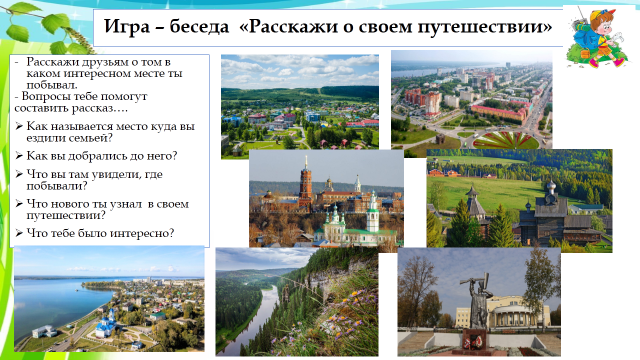 Игра – беседа «Расскажи о своем путешествии»
- Расскажи друзьям о том в
каком интересном месте ты
побывал.
- Вопросы тебе помогут
составить рассказ….
➢ Как называется место куда вы
ездили семьей?
➢ Как вы добрались до него?
➢ Что вы там увидели, где
побывали?
➢ Что нового ты узнал в своем
путешествии?
➢ Что тебе было интересно?